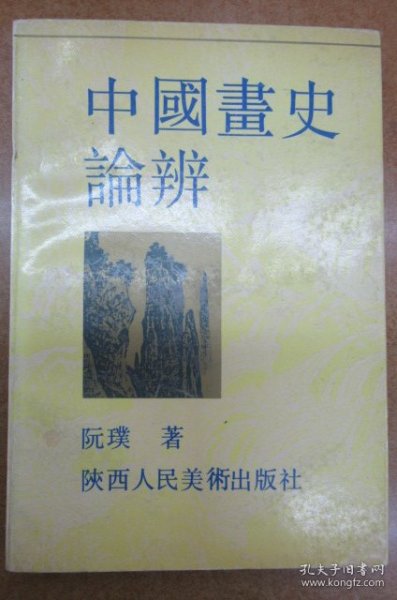 中國畫史
論辨
阮璞 著
陝西人民美術出版社
孔夫子旧书网
www.kongfz.com